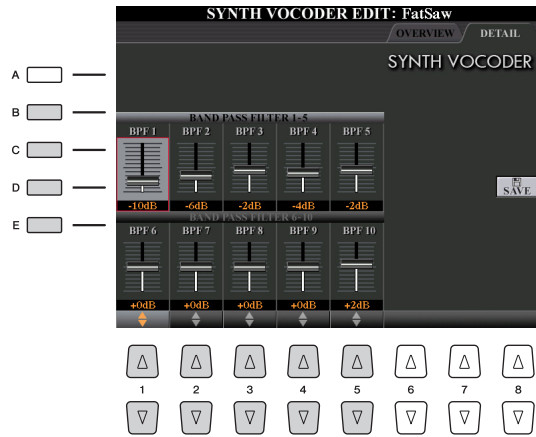 SYNTH VOCODER EDIT: FatSaw
OVERVIEW DETAIL
SYNTH VOCODER
A
B
C
D
E
BAND PASS FILTER 1-5
BPF 1 BPF 2 BPF 3 BPF 4 BPF 5
-10dB -6dB -2dB -4dB -2dB
SAVE
BAND PASS FILTER 6-10
BPF 6 BPF 7 BPF 8 BPF 9 BPF 10
+0dB +0dB +0dB +0dB +2dB
1 2 3 4 5 6 7 8